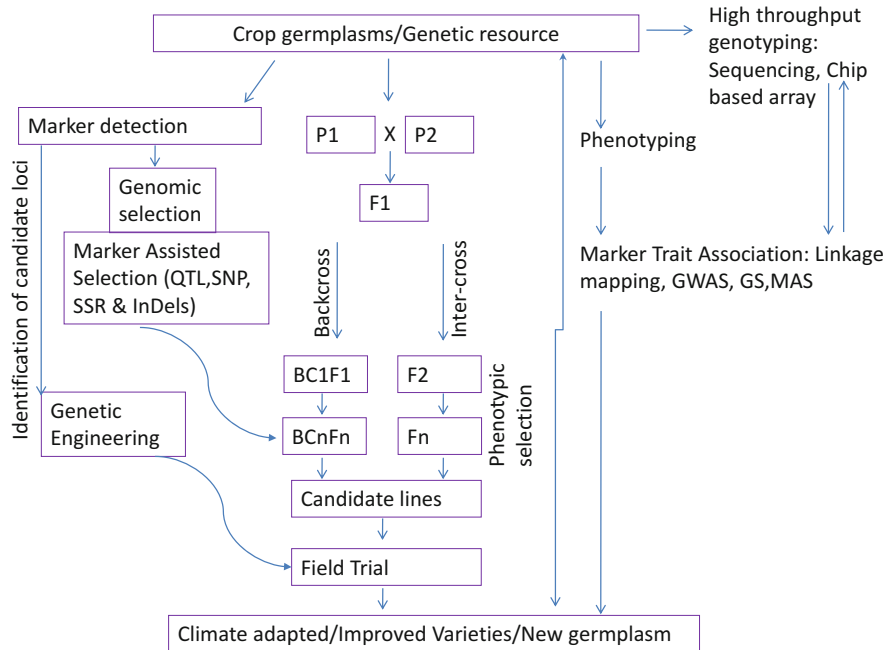 Crop germplasms/Genetic resource
High throughput
genotyping:
Sequencing, Chip
based array
Marker detection
P1
X
P2
Phenotyping
Identification of candidate loci
Genomic
selection
F1
Marker Assisted
Selection (QTL,SNP,
SSR & InDels)
Marker Trait Association: Linkage
mapping, GWAS, GS,MAS
Backcross
Inter-cross
BC1F1
F2
Phenotypic
selection
Genetic
Engineering
BCnFn
Fn
Candidate lines
Field Trial
Climate adapted/Improved Varieties/New germplasm